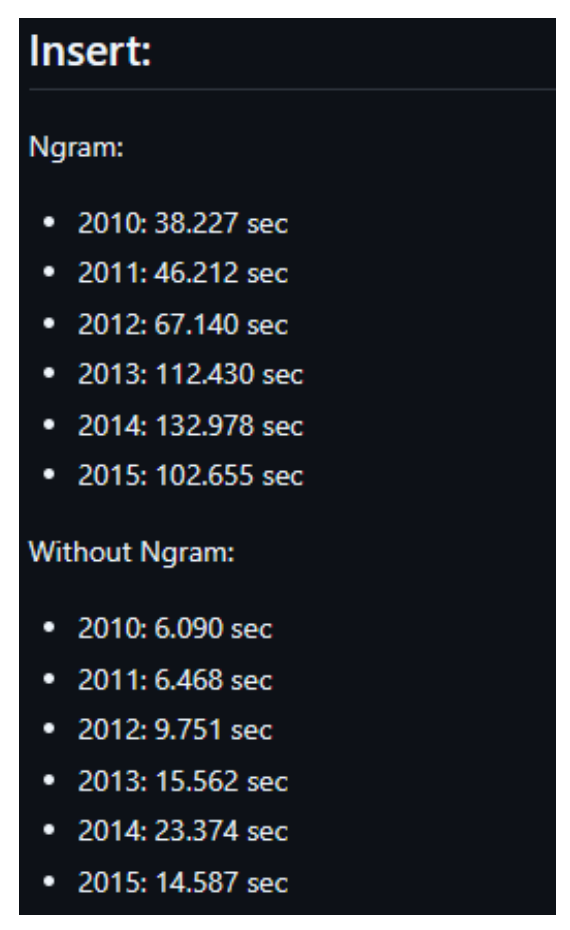 Insert:
Ngram:
• 2010: 38.227 sec
• 2011: 46.212 sec
• 2012: 67.140 sec
• 2013: 112.430 sec
• 2014: 132.978 sec
• 2015: 102.655 sec
Without Ngram:
• 2010: 6.090 sec
• 2011: 6.468 sec
• 2012: 9.751 sec
• 2013: 15.562 sec
• 2014: 23.374 sec
• 2015: 14.587 sec